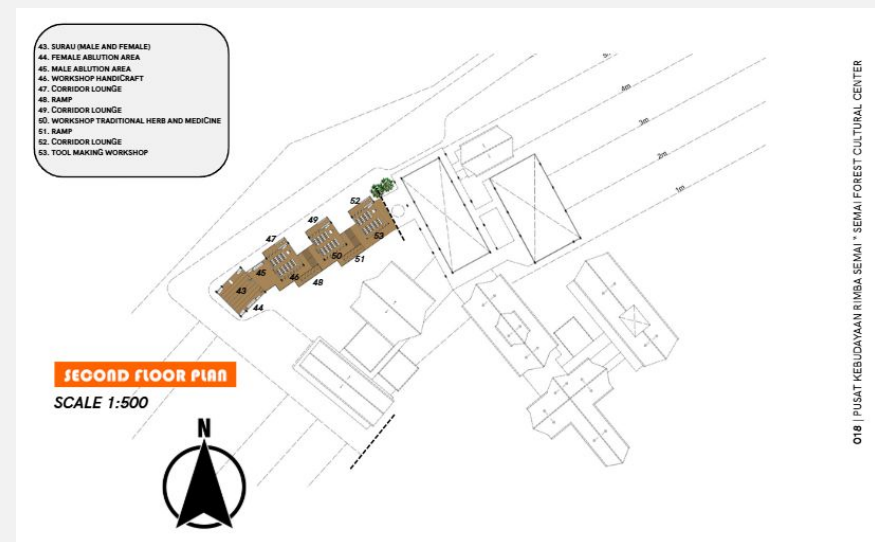 43. SURAU (MALE AND FEMALE)
44. FEMALE ABLUTION AREA
45. MALE ABLUTION AREA
46. WORKSHOP HANDICRAFT
47. CORRIDOR LOUNGE
48. RAMP
49. CORRIDOR LOUNGE
50. WORKSHOP TRADITIONAL HERB AND MEDICINE
51. RAMP
52. CORRIDOR LOUNGE
53. TOOL MAKING WORKSHOP
4m
3m
2m
1m
52
49
53
47
50
51
45
46
48
43
44
SECOND FLOOR PLAN
SCALE 1:500
N
018 | PUSAT KEBUDAYAAN RIMBA SEMAI * SEMAI FOREST CULTURAL CENTER